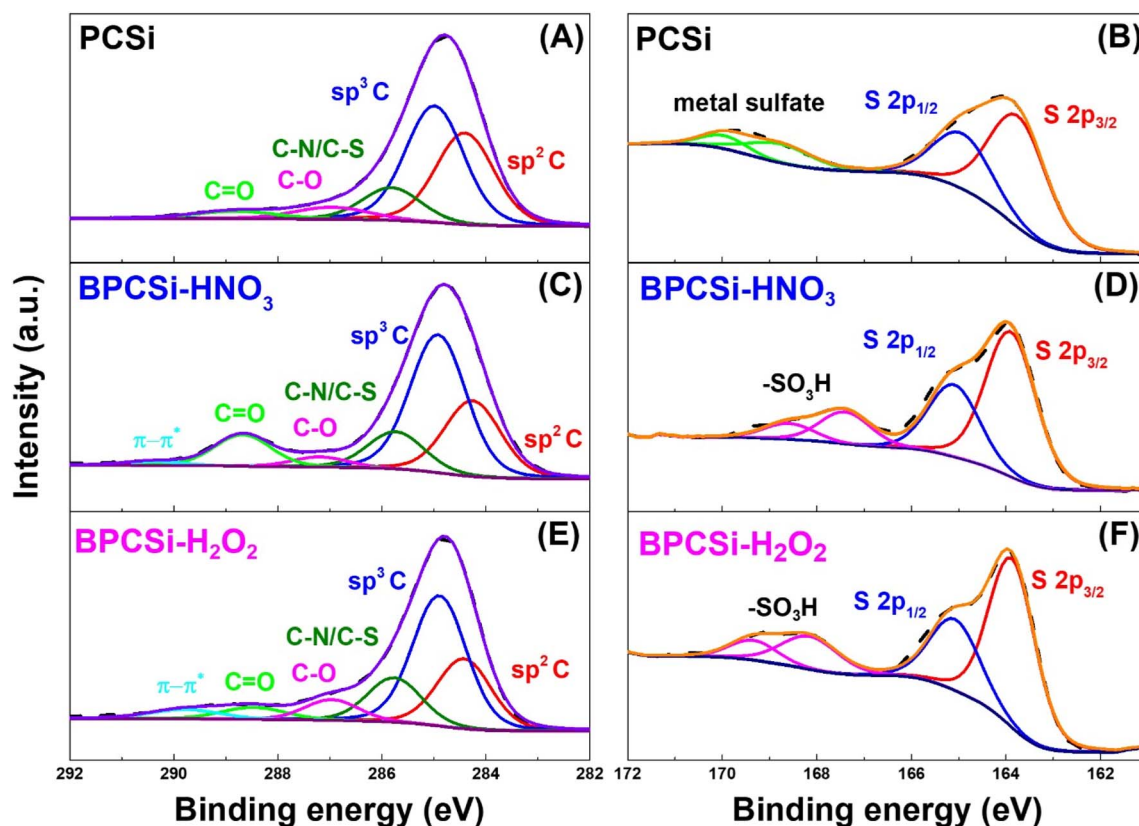 PCSi (A)
sp³ C
C-N/C-S
C-O
C=O
sp² C
PCSi (B)
metal sulfate
S 2p₁/₂
S 2p₃/₂
BPCSi-HNO₃ (C)
sp³ C
C-N/C-S
C=O
C-O
π–π*
sp² C
BPCSi-HNO₃ (D)
S 2p₁/₂
S 2p₃/₂
-SO₃H
BPCSi-H₂O₂ (E)
sp³ C
C-N/C-S
C-O
C=O
π–π*
sp² C
BPCSi-H₂O₂ (F)
-SO₃H
S 2p₁/₂
S 2p₃/₂
Intensity (a.u.)
292 290 288 286 284 282
172 170 168 166 164 162
Binding energy (eV)
Binding energy (eV)